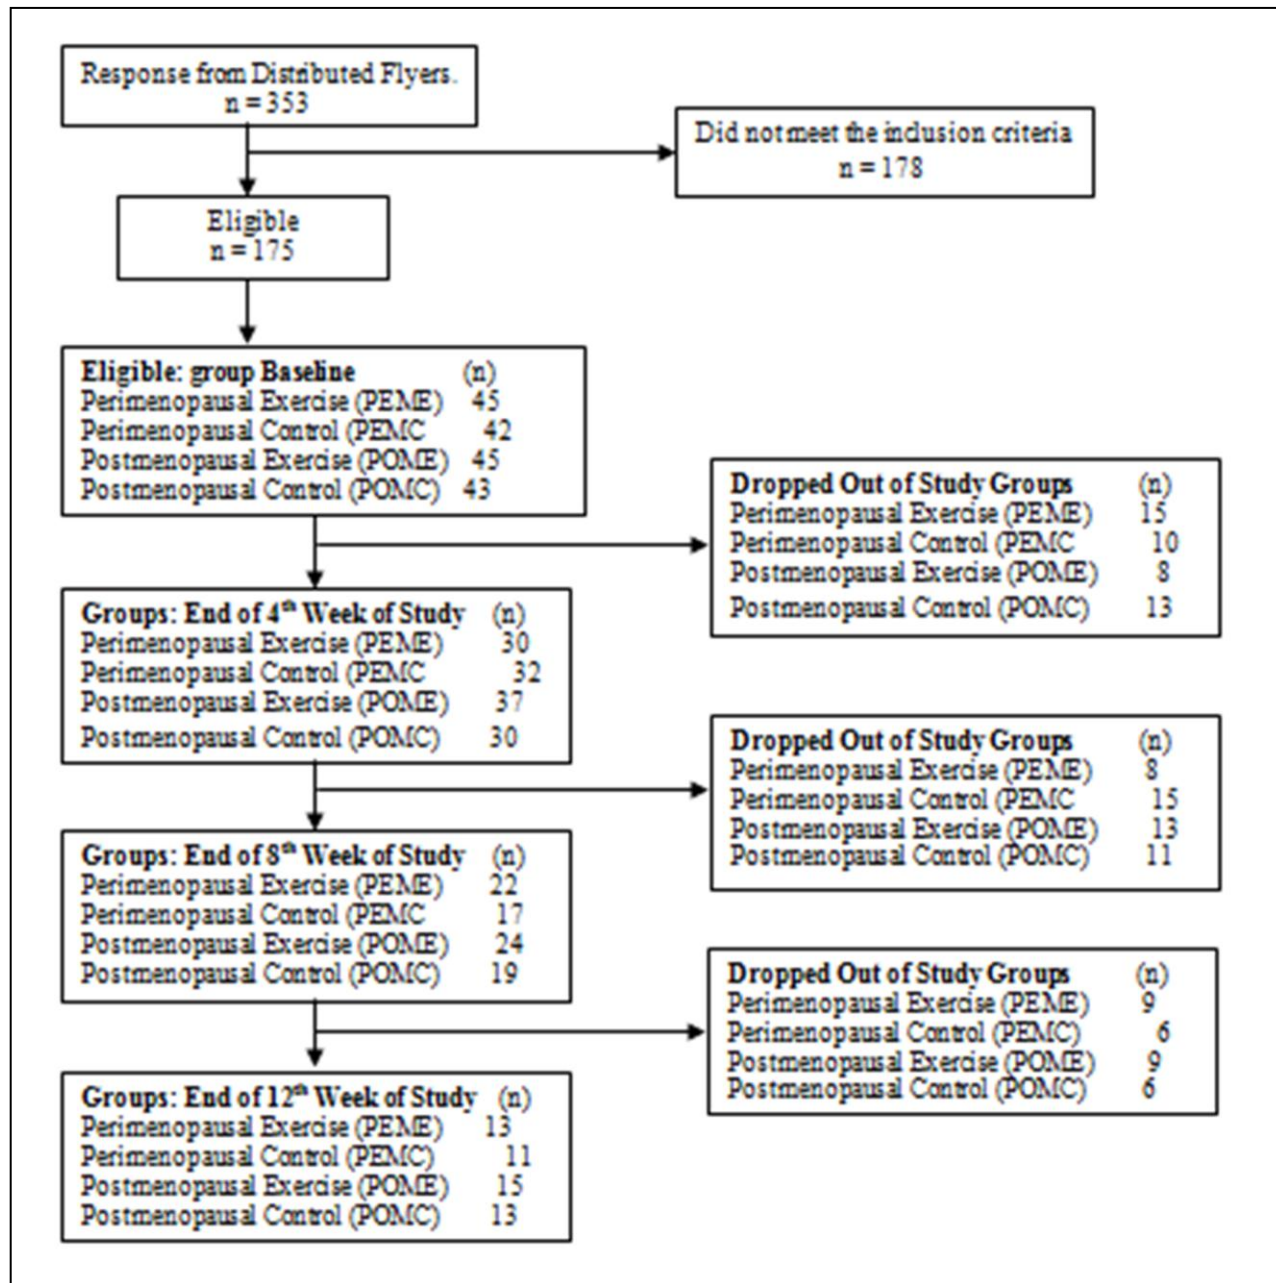 Response from Distributed Flyers.
n = 353
Did not meet the inclusion criteria
n = 178
Eligible
n = 175
Eligible: group Baseline (n)
Perimenopausal Exercise (PEME) 45
Perimenopausal Control (PEMC 42
Postmenopausal Exercise (POME) 45
Postmenopausal Control (POMC) 43
Dropped Out of Study Groups (n)
Perimenopausal Exercise (PEME) 15
Perimenopausal Control (PEMC 10
Postmenopausal Exercise (POME) 8
Postmenopausal Control (POMC) 13
Groups: End of 4th Week of Study (n)
Perimenopausal Exercise (PEME) 30
Perimenopausal Control (PEMC 32
Postmenopausal Exercise (POME) 37
Postmenopausal Control (POMC) 30
Dropped Out of Study Groups (n)
Perimenopausal Exercise (PEME) 8
Perimenopausal Control (PEMC 15
Postmenopausal Exercise (POME) 13
Postmenopausal Control (POMC) 11
Groups: End of 8th Week of Study (n)
Perimenopausal Exercise (PEME) 22
Perimenopausal Control (PEMC 17
Postmenopausal Exercise (POME) 24
Postmenopausal Control (POMC) 19
Dropped Out of Study Groups (n)
Perimenopausal Exercise (PEME) 9
Perimenopausal Control (PEMC) 6
Postmenopausal Exercise (POME) 9
Postmenopausal Control (POMC) 6
Groups: End of 12th Week of Study (n)
Perimenopausal Exercise (PEME) 13
Perimenopausal Control (PEMC) 11
Postmenopausal Exercise (POME) 15
Postmenopausal Control (POMC) 13